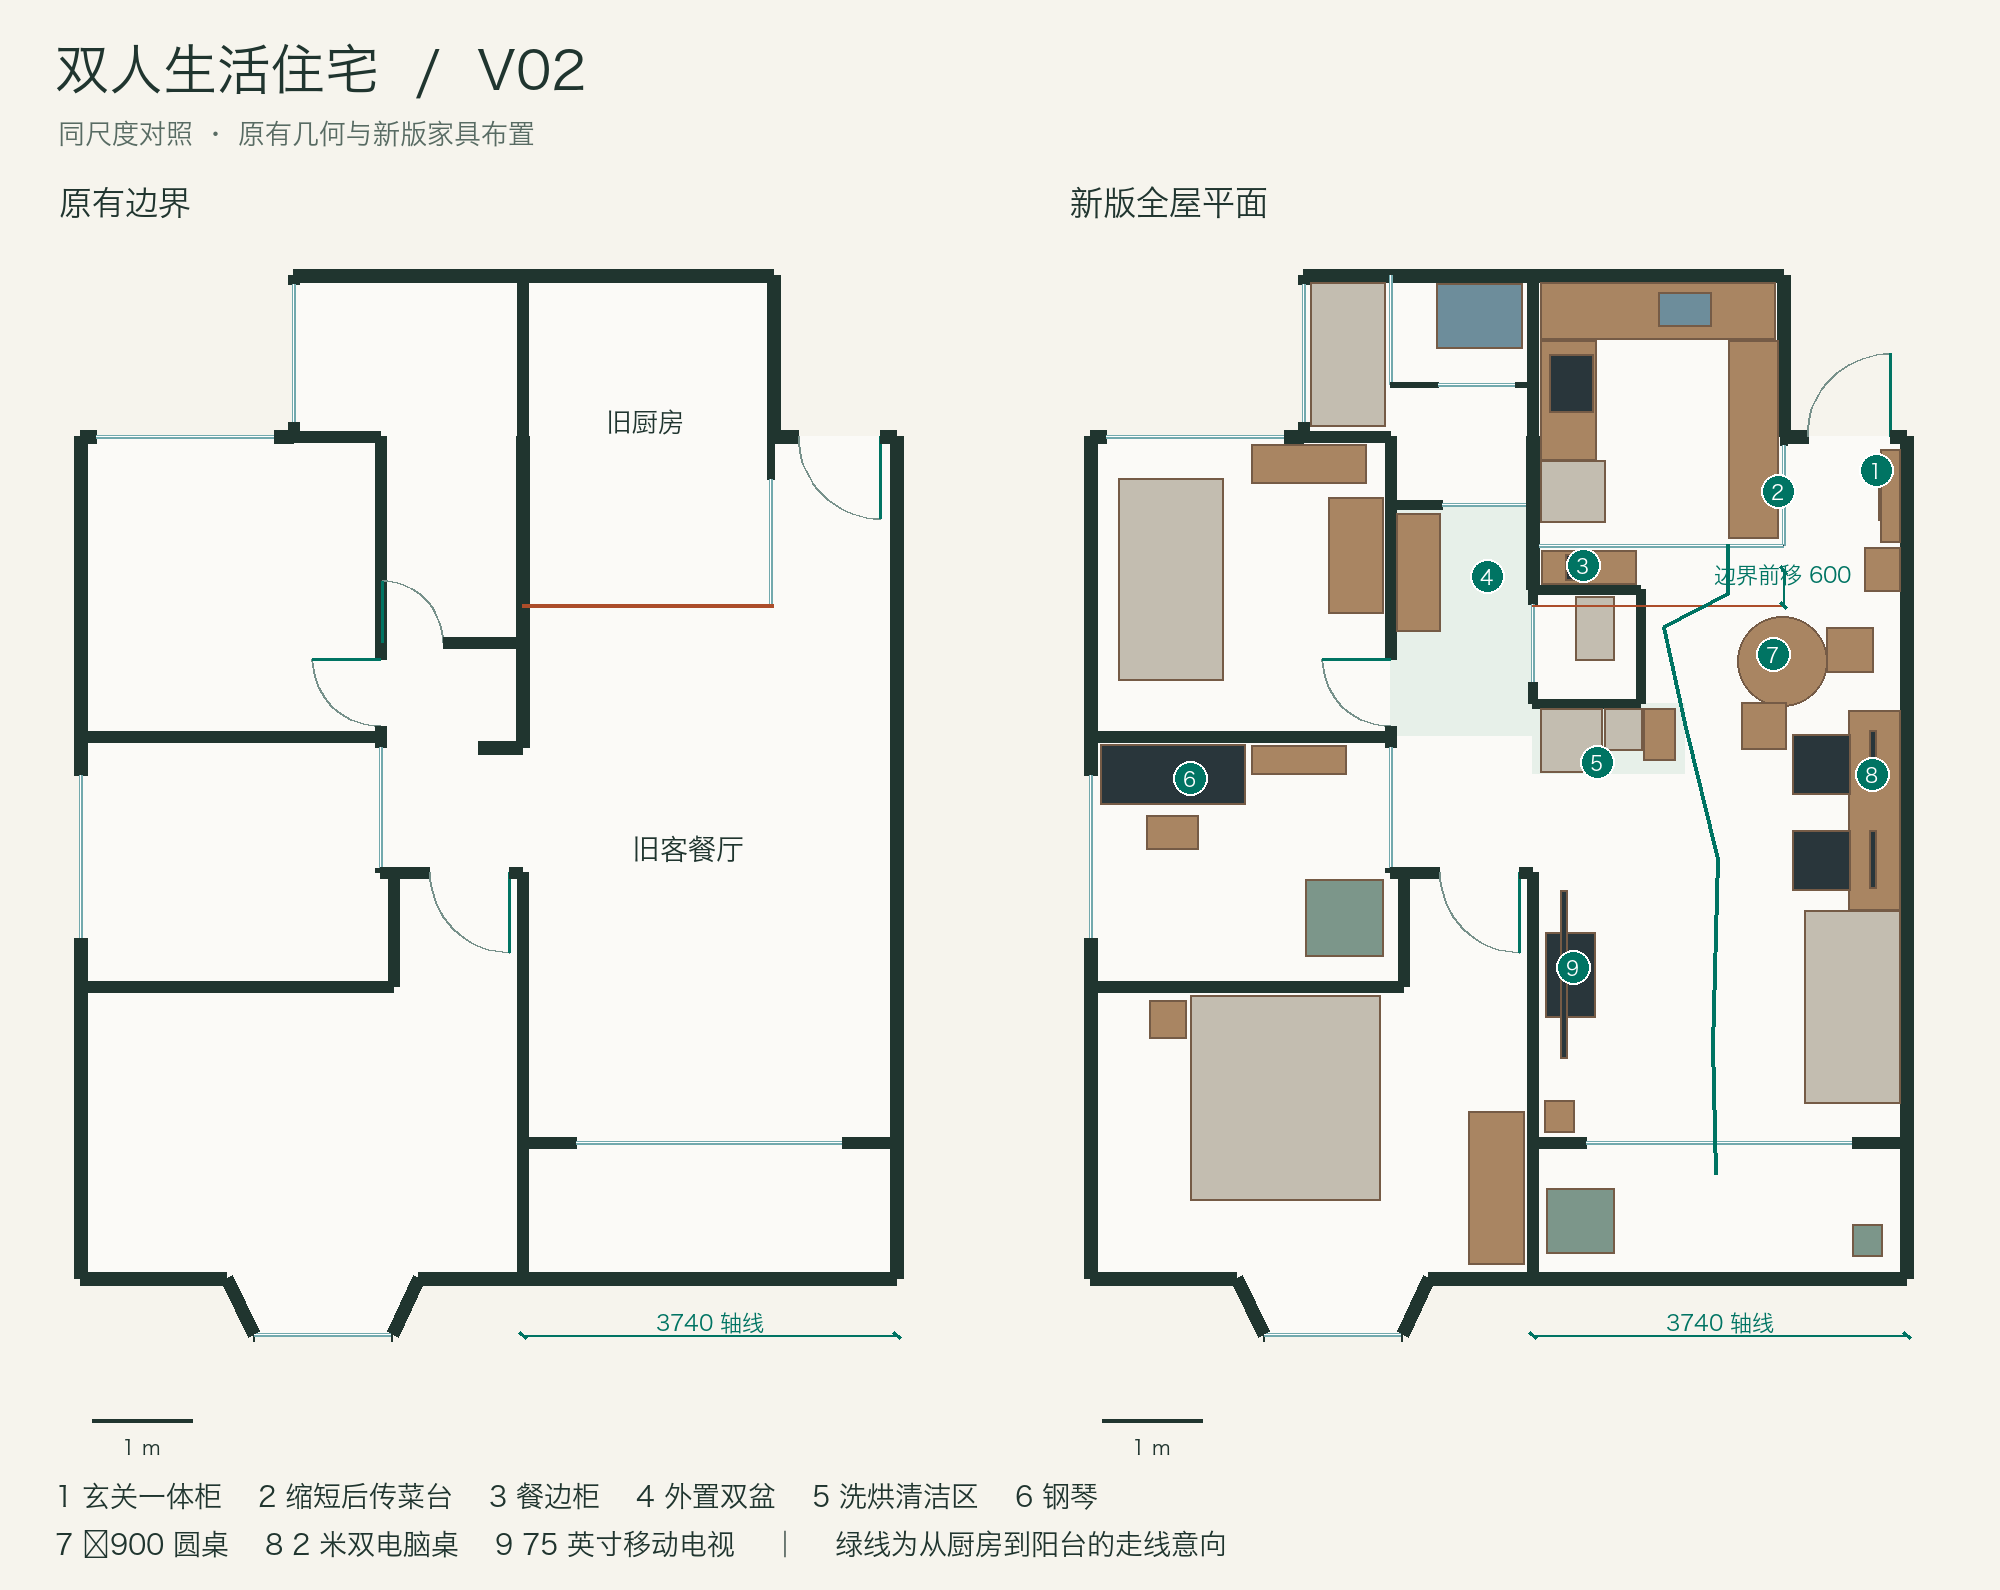 双人生活住宅 / V02
同尺度对照 · 原有几何与新版家具布置
原有边界
新版全屋平面
旧厨房
旧客餐厅
3740 轴线
1 m
1
2
3
边界前移 600
4
5
6
7
8
9
3740 轴线
1 m
1 玄关一体柜 2 缩短后传菜台 3 餐边柜 4 外置双盆 5 洗烘清洁区 6 钢琴
7 900 圆桌 8 2 米双电脑桌 9 75 英寸移动电视 | 绿线为从厨房到阳台的走线意向